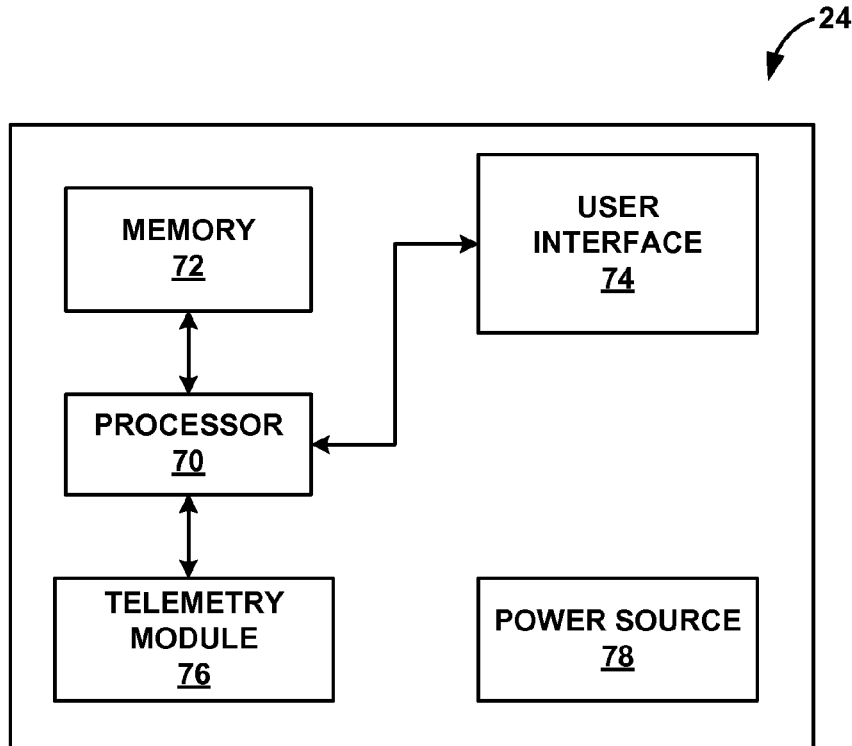 24
MEMORY
72
USER
INTERFACE
74
PROCESSOR
70
TELEMETRY
MODULE
76
POWER SOURCE
78